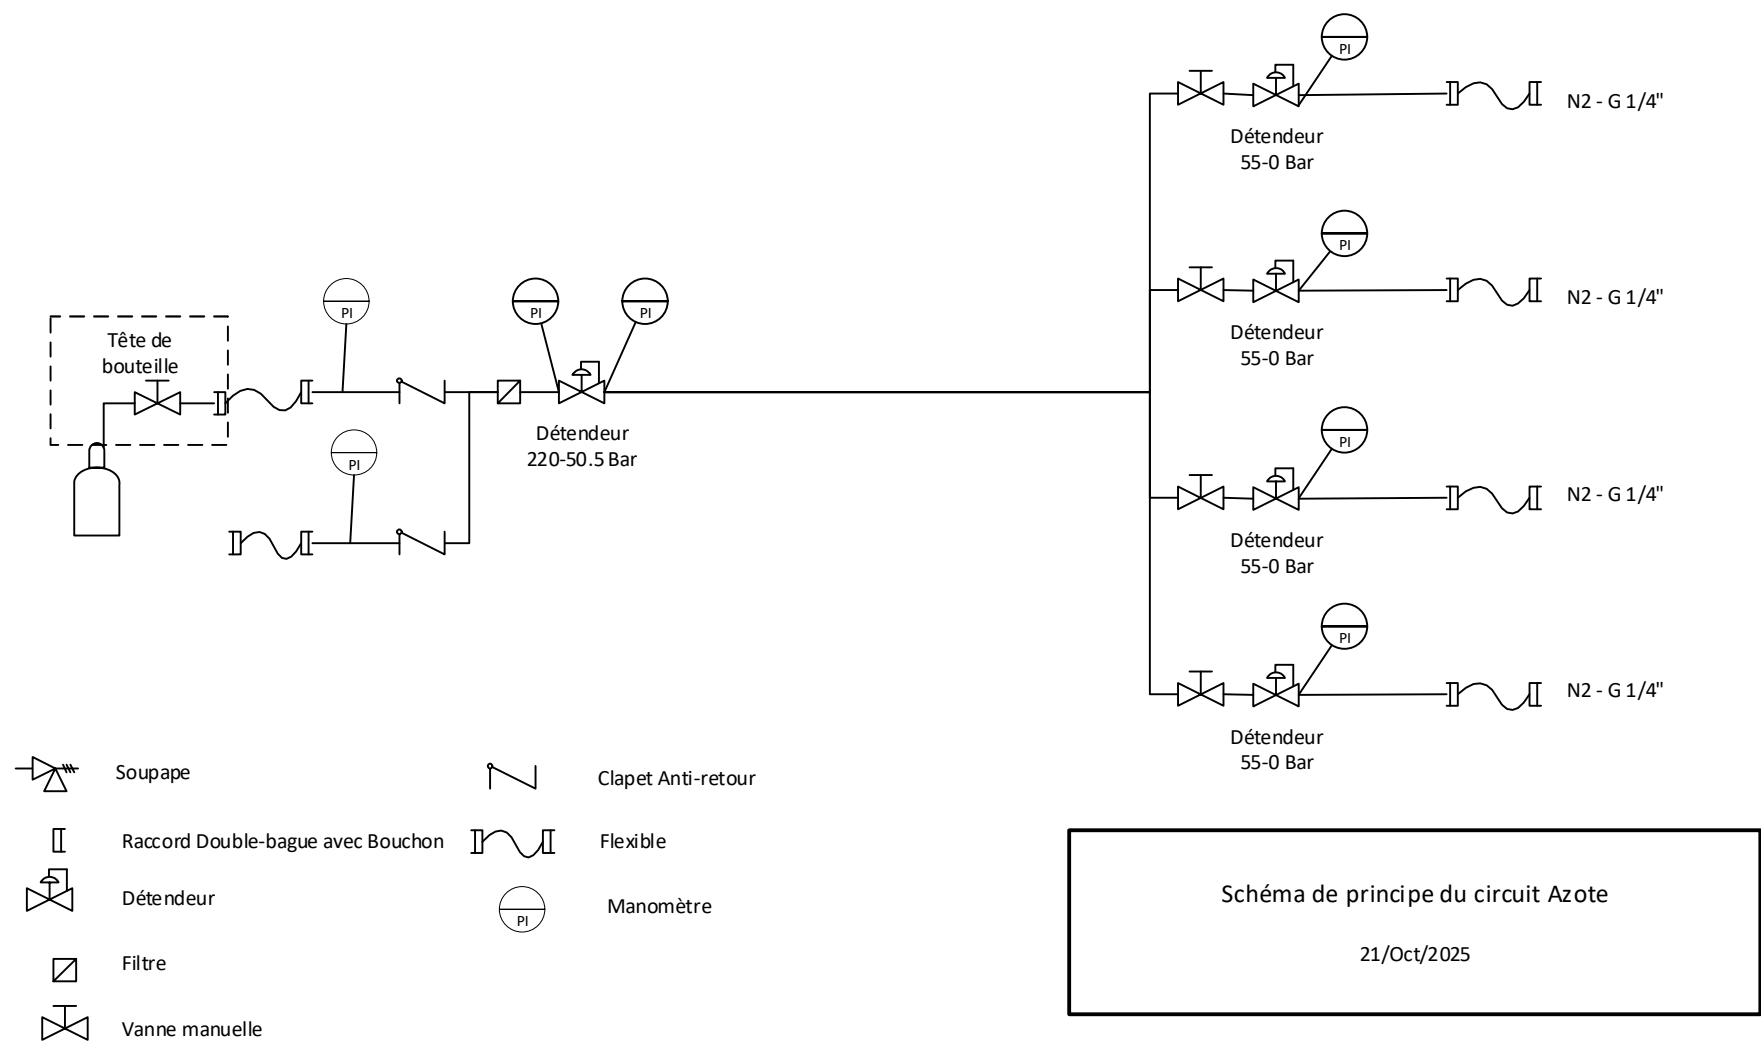 PI
N2 - G 1/4"
Détendeur
55-0 Bar
PI
N2 - G 1/4"
Détendeur
55-0 Bar
PI
PI
PI
Tête de
bouteille
Détendeur
220-50.5 Bar
PI
PI
N2 - G 1/4"
Détendeur
55-0 Bar
PI
N2 - G 1/4"
Détendeur
55-0 Bar
Soupape
Raccord Double-bague avec Bouchon
Détendeur
Filtre
Vanne manuelle
Clapet Anti-retour
Flexible
PI
Manomètre
Schéma de principe du circuit Azote
21/Oct/2025